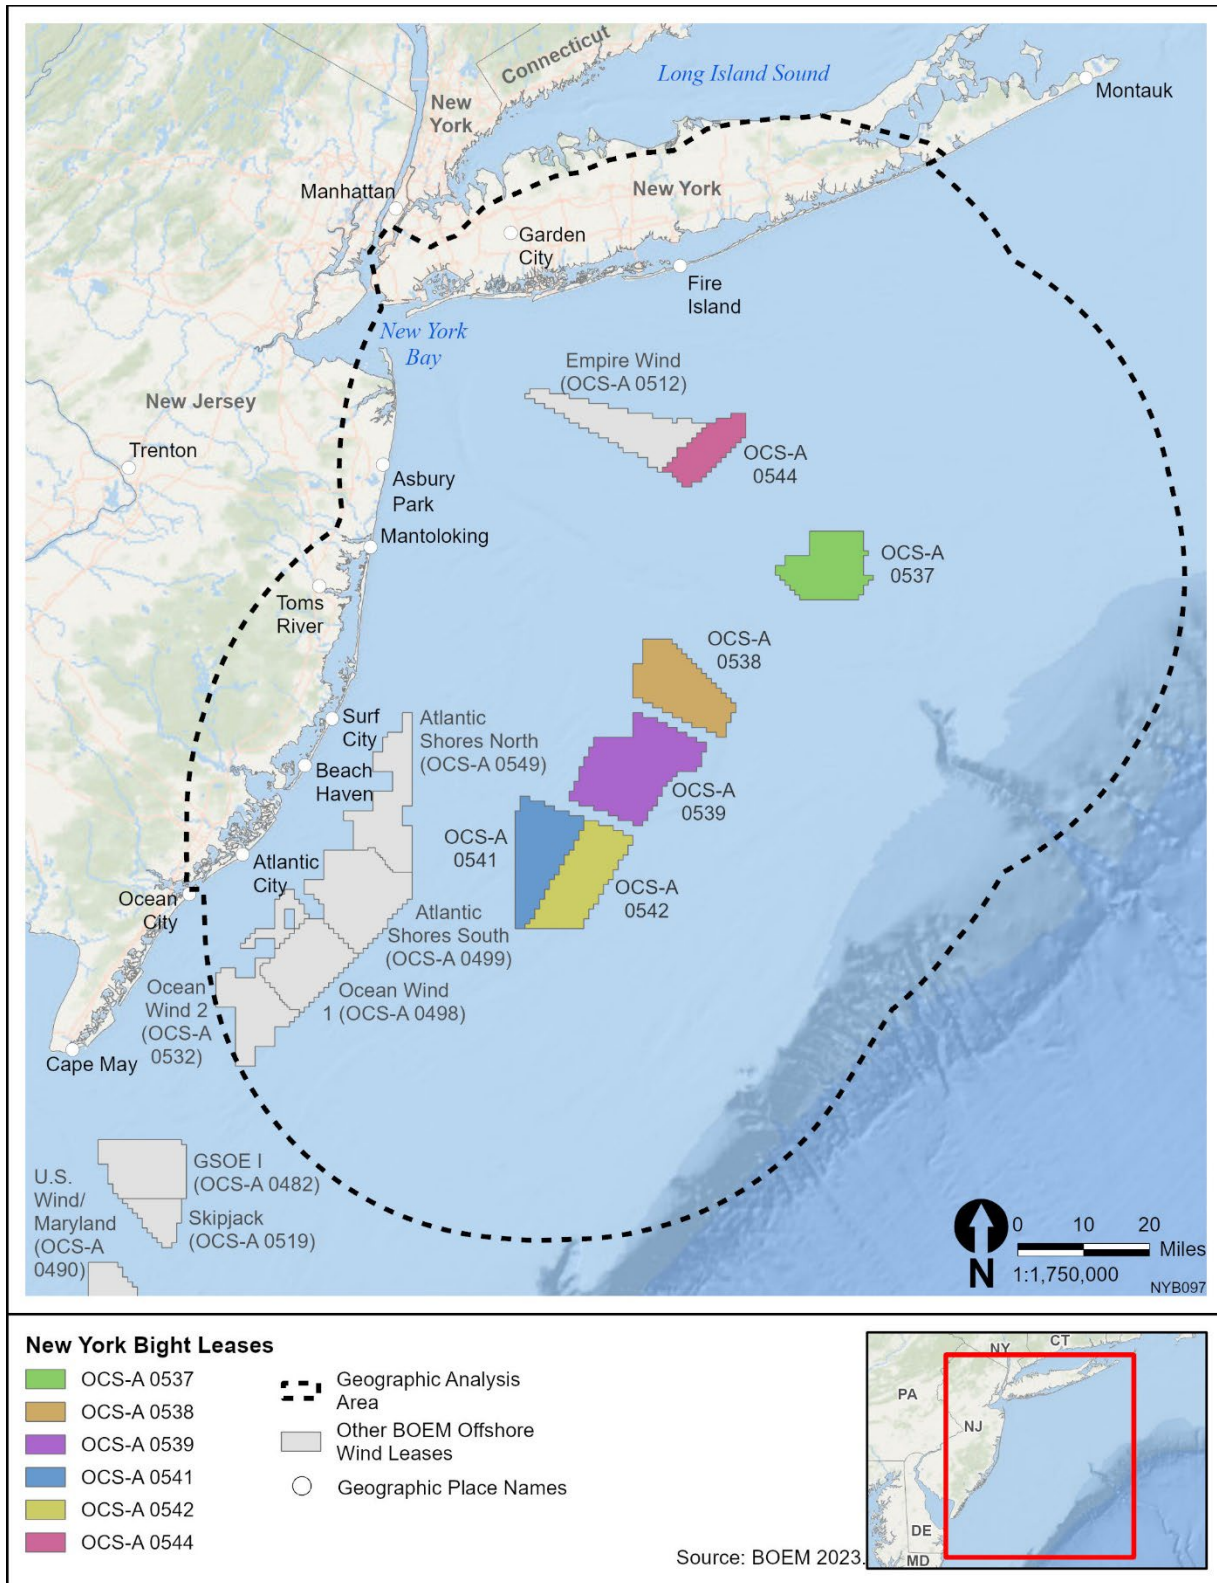 Connecticut
Long Island Sound
Montauk
New
York
Manhattan
New York
Garden
City
Fire
Island
New York
Bay
Empire Wind
(OCS-A 0512)
New Jersey
Trenton
OCS-A
0544
Asbury
Park
Mantoloking
OCS-A
0537
Toms
River
OCS-A
0538
Surf
City
Atlantic
Shores North
(OCS-A 0549)
Beach
Haven
OCS-A
0539
OCS-A
0541
Atlantic
City
OCS-A
0542
Ocean
City
Atlantic
Shores South
(OCS-A 0499)
Ocean
Wind 2
(OCS-A
0532)
Ocean Wind
1 (OCS-A 0498)
Cape May
GSOE I
(OCS-A 0482)
U.S.
Wind/
Maryland
(OCS-A
0490)
Skipjack
(OCS-A 0519)
N
0 10 20
Miles
1:1,750,000
NYB097
New York Bight Leases
OCS-A 0537
OCS-A 0538
OCS-A 0539
OCS-A 0541
OCS-A 0542
OCS-A 0544
Geographic Analysis
Area
Other BOEM Offshore
Wind Leases
Geographic Place Names
Source: BOEM 2023.
NY
CT
PA
NJ
DE
MD